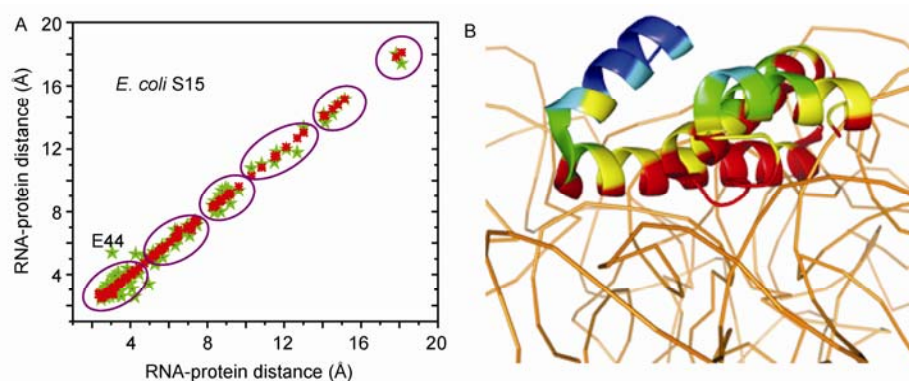 A
20
16
12
8
4
RNA-protein distance (Å)
E. coli S15
E44
4
8
12
16
20
RNA-protein distance (Å)
B